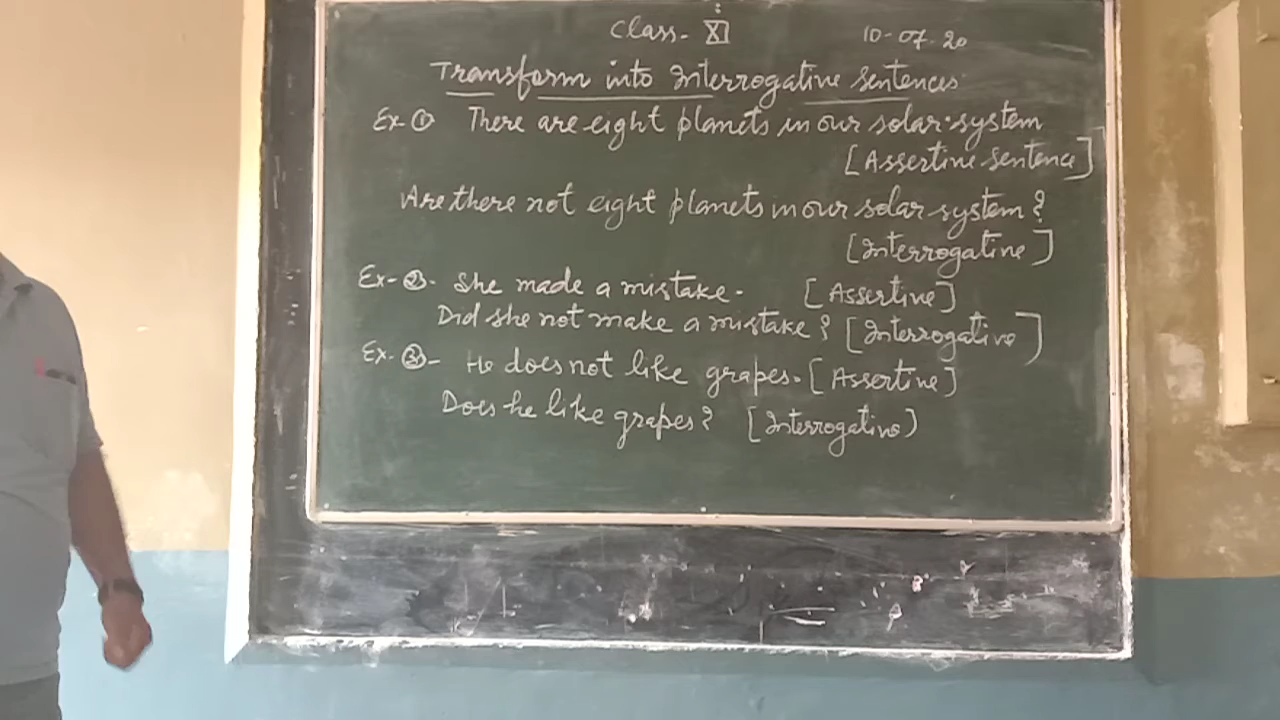 Class- XI 10-07-20
Transform into Interrogative Sentences
Ex- ① There are eight planets in our solar system
[Assertive sentence]
Are there not eight planets in our solar system?
[Interrogative]
Ex- ②- She made a mistake. [Assertive]
Did she not make a mistake? [Interrogative]
Ex- ③- He does not like grapes. [Assertive]
Does he like grapes? [Interrogative)